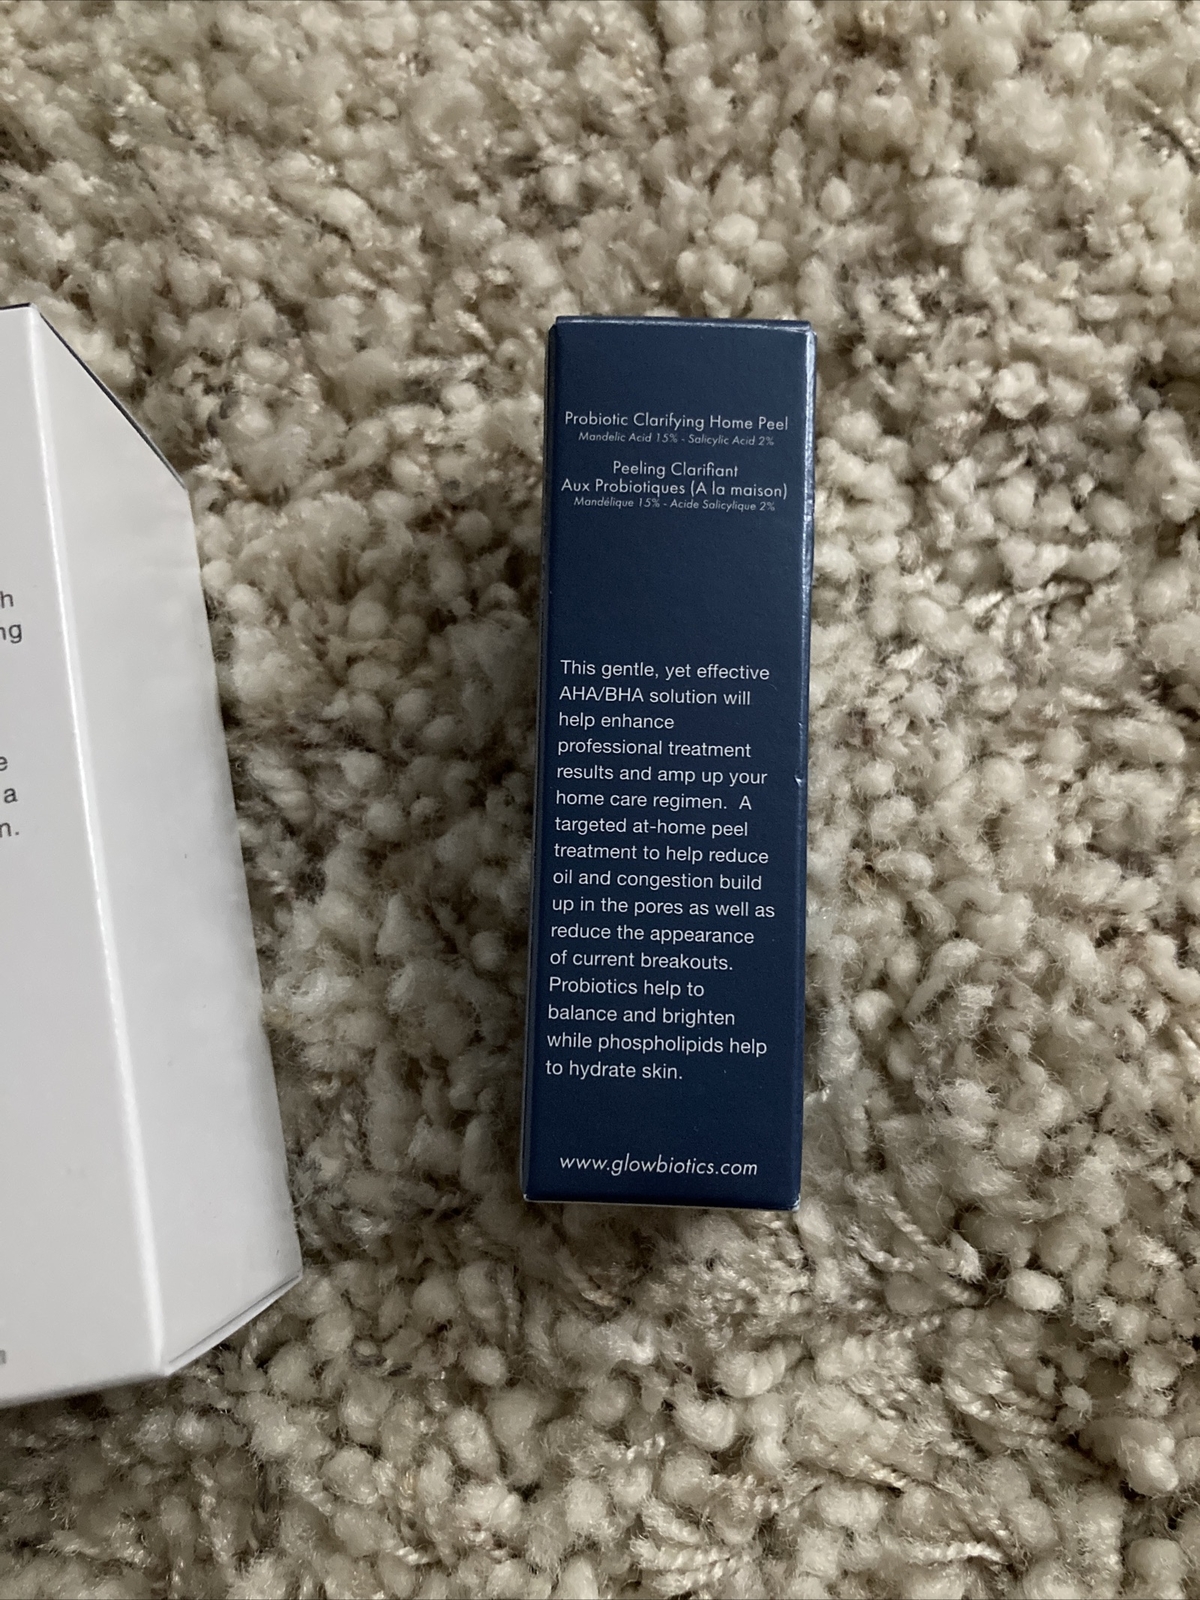 Probiotic Clarifying Home Peel
Mandelic Acid 15% - Salicylic Acid 2%
Peeling Clarifiant
Aux Probiotiques (A la maison)
Mandélique 15% - Acide Salicylique 2%
This gentle, yet effective
AHA/BHA solution will
help enhance
professional treatment
results and amp up your
home care regimen.  A
targeted at-home peel
treatment to help reduce
oil and congestion build
up in the pores as well as
reduce the appearance
of current breakouts.
Probiotics help to
balance and brighten
while phospholipids help
to hydrate skin.
www.glowbiotics.com